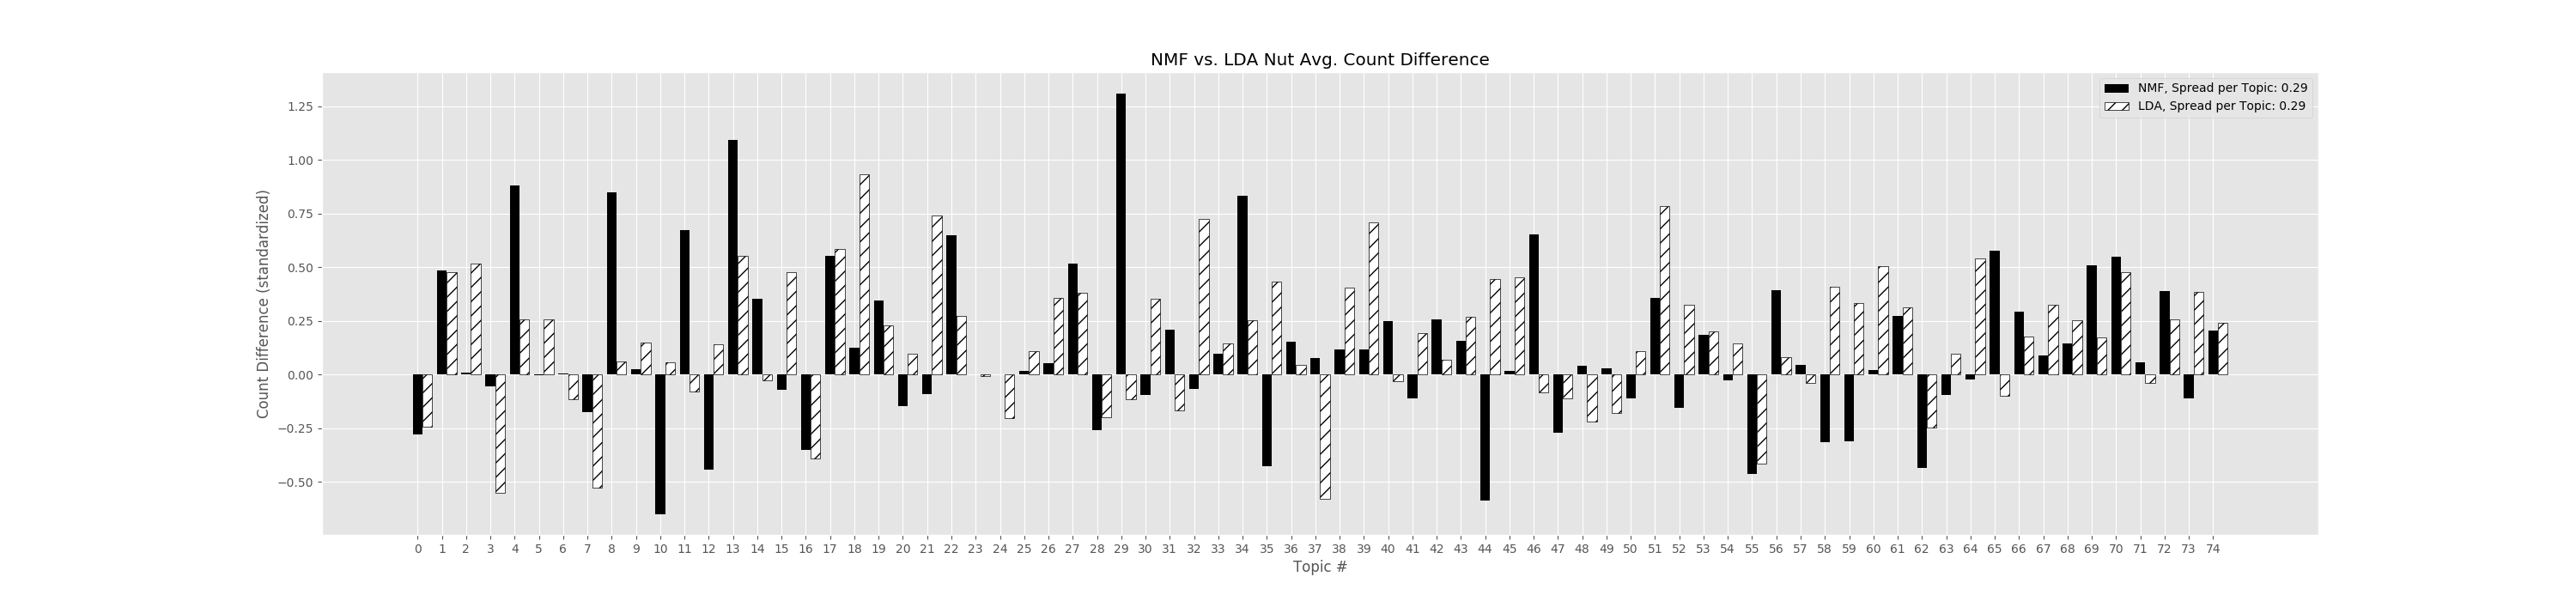 NMF vs. LDA Nut Avg. Count Difference
NMF, Spread per Topic: 0.29
LDA, Spread per Topic: 0.29
Count Difference (standardized)
1.25
1.00
0.75
0.50
0.25
0.00
−0.25
−0.50
0 1 2 3 4 5 6 7 8 9 10 11 12 13 14 15 16 17 18 19 20 21 22 23 24 25 26 27 28 29 30 31 32 33 34 35 36 37 38 39 40 41 42 43 44 45 46 47 48 49 50 51 52 53 54 55 56 57 58 59 60 61 62 63 64 65 66 67 68 69 70 71 72 73 74
Topic #